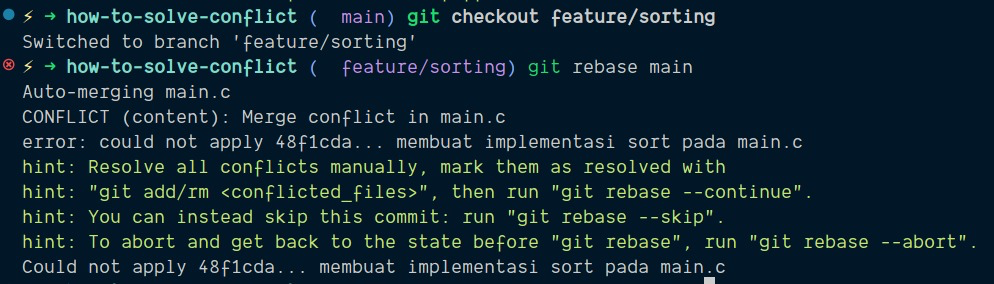 ⚡ → how-to-solve-conflict ( main) git checkout feature/sorting
Switched to branch 'feature/sorting'
⚡ → how-to-solve-conflict ( feature/sorting) git rebase main
Auto-merging main.c
CONFLICT (content): Merge conflict in main.c
error: could not apply 48f1cda... membuat implementasi sort pada main.c
hint: Resolve all conflicts manually, mark them as resolved with
hint: "git add/rm <conflicted_files>", then run "git rebase --continue".
hint: You can instead skip this commit: run "git rebase --skip".
hint: To abort and get back to the state before "git rebase", run "git rebase --abort".
Could not apply 48f1cda... membuat implementasi sort pada main.c